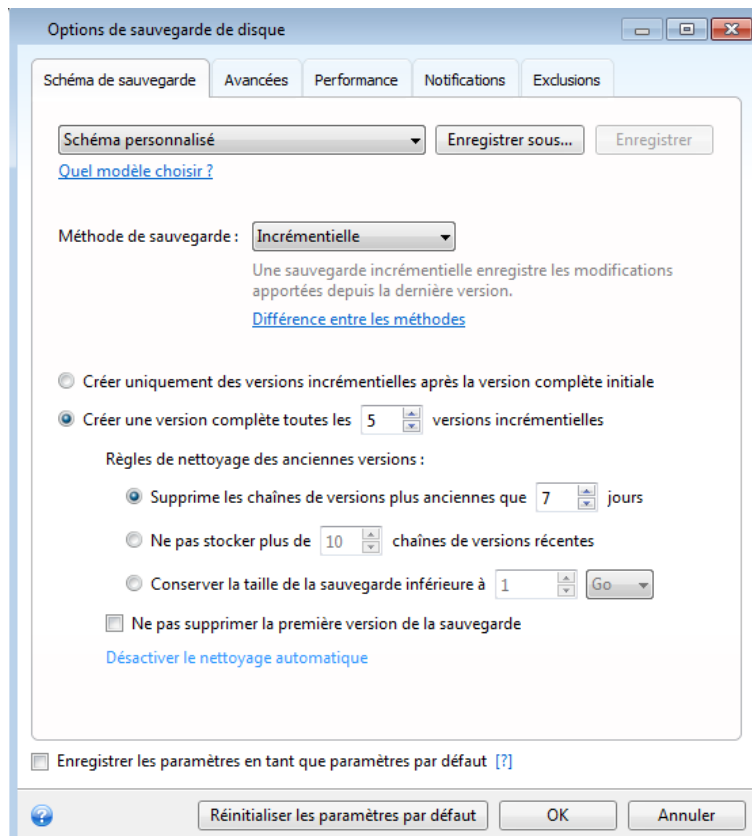 Options de sauvegarde de disque
Schéma de sauvegarde Avancées Performance Notifications Exclusions
Schéma personnalisé Enregistrer sous... Enregistrer
Quel modèle choisir ?
Méthode de sauvegarde : Incrémentielle
Une sauvegarde incrémentielle enregistre les modifications
apportées depuis la dernière version.
Différence entre les méthodes
Créer uniquement des versions incrémentielles après la version complète initiale
Créer une version complète toutes les 5 versions incrémentielles
Règles de nettoyage des anciennes versions :
Supprime les chaînes de versions plus anciennes que 7 jours
Ne pas stocker plus de 10 chaînes de versions récentes
Conserver la taille de la sauvegarde inférieure à 1 Go
Ne pas supprimer la première version de la sauvegarde
Désactiver le nettoyage automatique
Enregistrer les paramètres en tant que paramètres par défaut [?]
? Réinitialiser les paramètres par défaut OK Annuler